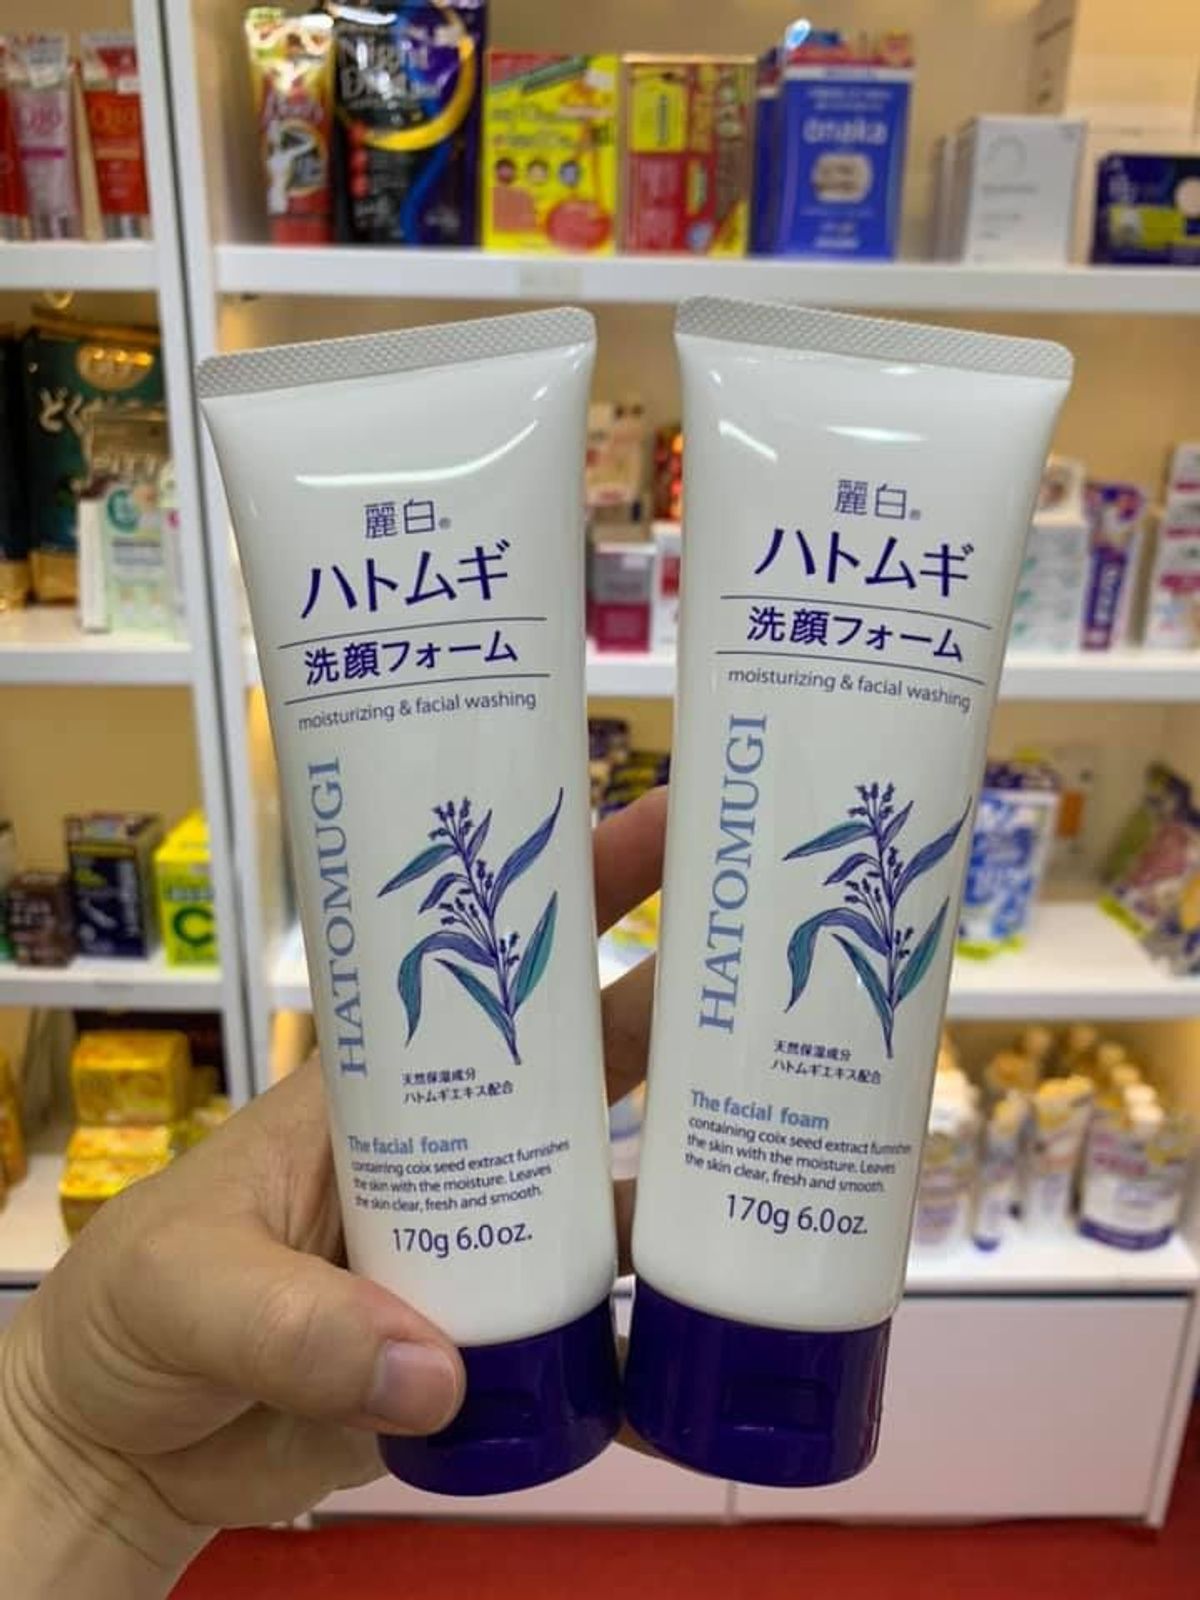 onaka
麗白®
ハトムギ
洗顔フォーム
moisturizing & facial washing
HATOMUGI
天然保湿成分
ハトムギエキス配合
The facial foam
containing coix seed extract furnishes
the skin with the moisture. Leaves
the skin clear, fresh and smooth.
170g 6.0oz.
麗白®
ハトムギ
洗顔フォーム
moisturizing & facial washing
HATOMUGI
天然保湿成分
ハトムギエキス配合
The facial foam
containing coix seed extract furnishes
the skin with the moisture. Leaves
the skin clear, fresh and smooth.
170g 6.0oz.